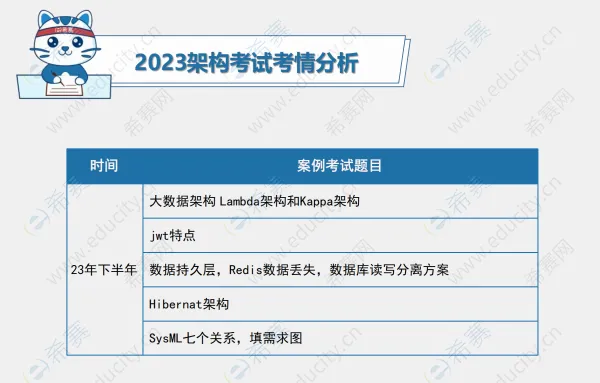 2023架构考试考情分析
时间 案例考试题目
大数据架构 Lambda架构和Kappa架构
jwt特点
23年下半年 数据持久层，Redis数据丢失，数据库读写分离方案
Hibernat架构
SysML七个关系，填需求图
希赛
www.educity.cn
希赛网